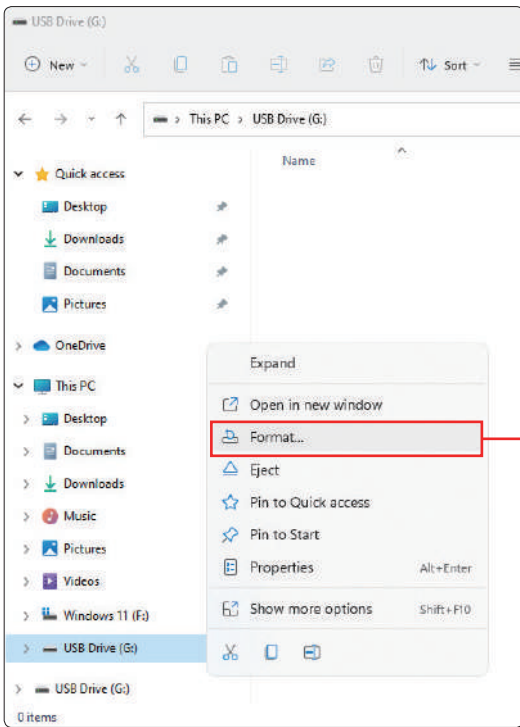 USB Drive (G:)
New
Sort
This PC > USB Drive (G:)
Name
Quick access
Desktop
Downloads
Documents
Pictures
OneDrive
This PC
Desktop
Documents
Downloads
Music
Pictures
Videos
Windows 11 (F:)
USB Drive (G:)
USB Drive (G:)
0 items
Expand
Open in new window
Format...
Eject
Pin to Quick access
Pin to Start
Properties Alt+Enter
Show more options Shift+F10